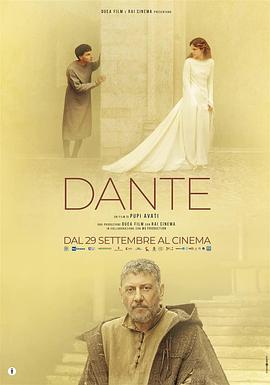 DUEA FILM e RAI CINEMA presentano
DANTE
UN FILM DI PUPI AVATI
UNA PRODUZIONE DUEA FILM CON RAI CINEMA
IN COLLABORAZIONE CON MG PRODUCTION
DAL 29 SETTEMBRE AL CINEMA